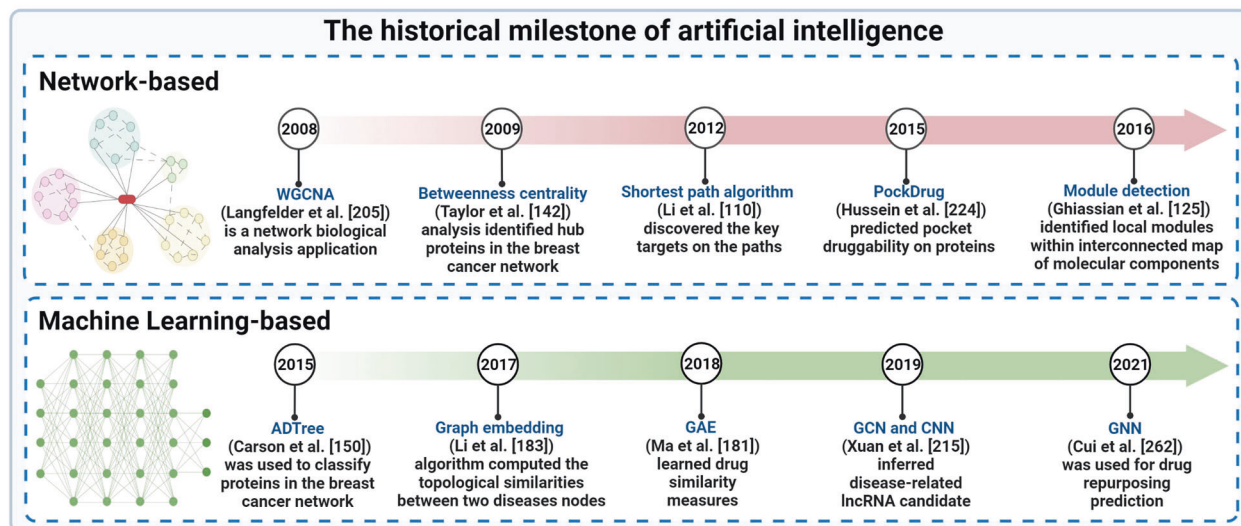 The historical milestone of artificial intelligence
Network-based
2008
2009
2012
2015
2016
WGCNA
(Langfelder et al. [205])
is a network biological
analysis application
Betweenness centrality
(Taylor et al. [142])
analysis identified hub
proteins in the breast
cancer network
Shortest path algorithm
(Li et al. [110])
discovered the key
targets on the paths
PockDrug
(Hussein et al. [224])
predicted pocket
druggability on proteins
Module detection
(Ghiassian et al. [125])
identified local modules
within interconnected map
of molecular components
Machine Learning-based
2015
2017
2018
2019
2021
ADTree
(Carson et al. [150])
was used to classify
proteins in the breast
cancer network
Graph embedding
(Li et al. [183])
algorithm computed the
topological similarities
between two diseases nodes
GAE
(Ma et al. [181])
learned drug
similarity
measures
GCN and CNN
(Xuan et al. [215])
inferred
disease-related
lncRNA candidate
GNN
(Cui et al. [262])
was used for drug
repurposing
prediction